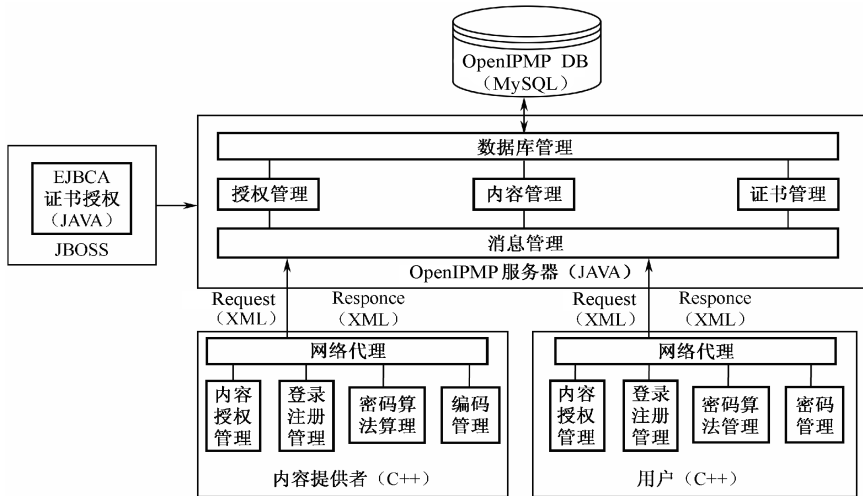 OpenIPMP DB
（MySQL）
数据库管理
EJBCA
证书授权
（JAVA）
JBOSS
授权管理
内容管理
证书管理
消息管理
OpenIPMP服务器（JAVA）
Request
（XML）
Responce
（XML）
Request
（XML）
Responce
（XML）
网络代理
内容
授权
管理
登录
注册
管理
密码算
法算理
编码
管理
内容提供者（C++）
网络代理
内容
授权
管理
登录
注册
管理
密码算
法管理
密码
管理
用户（C++）